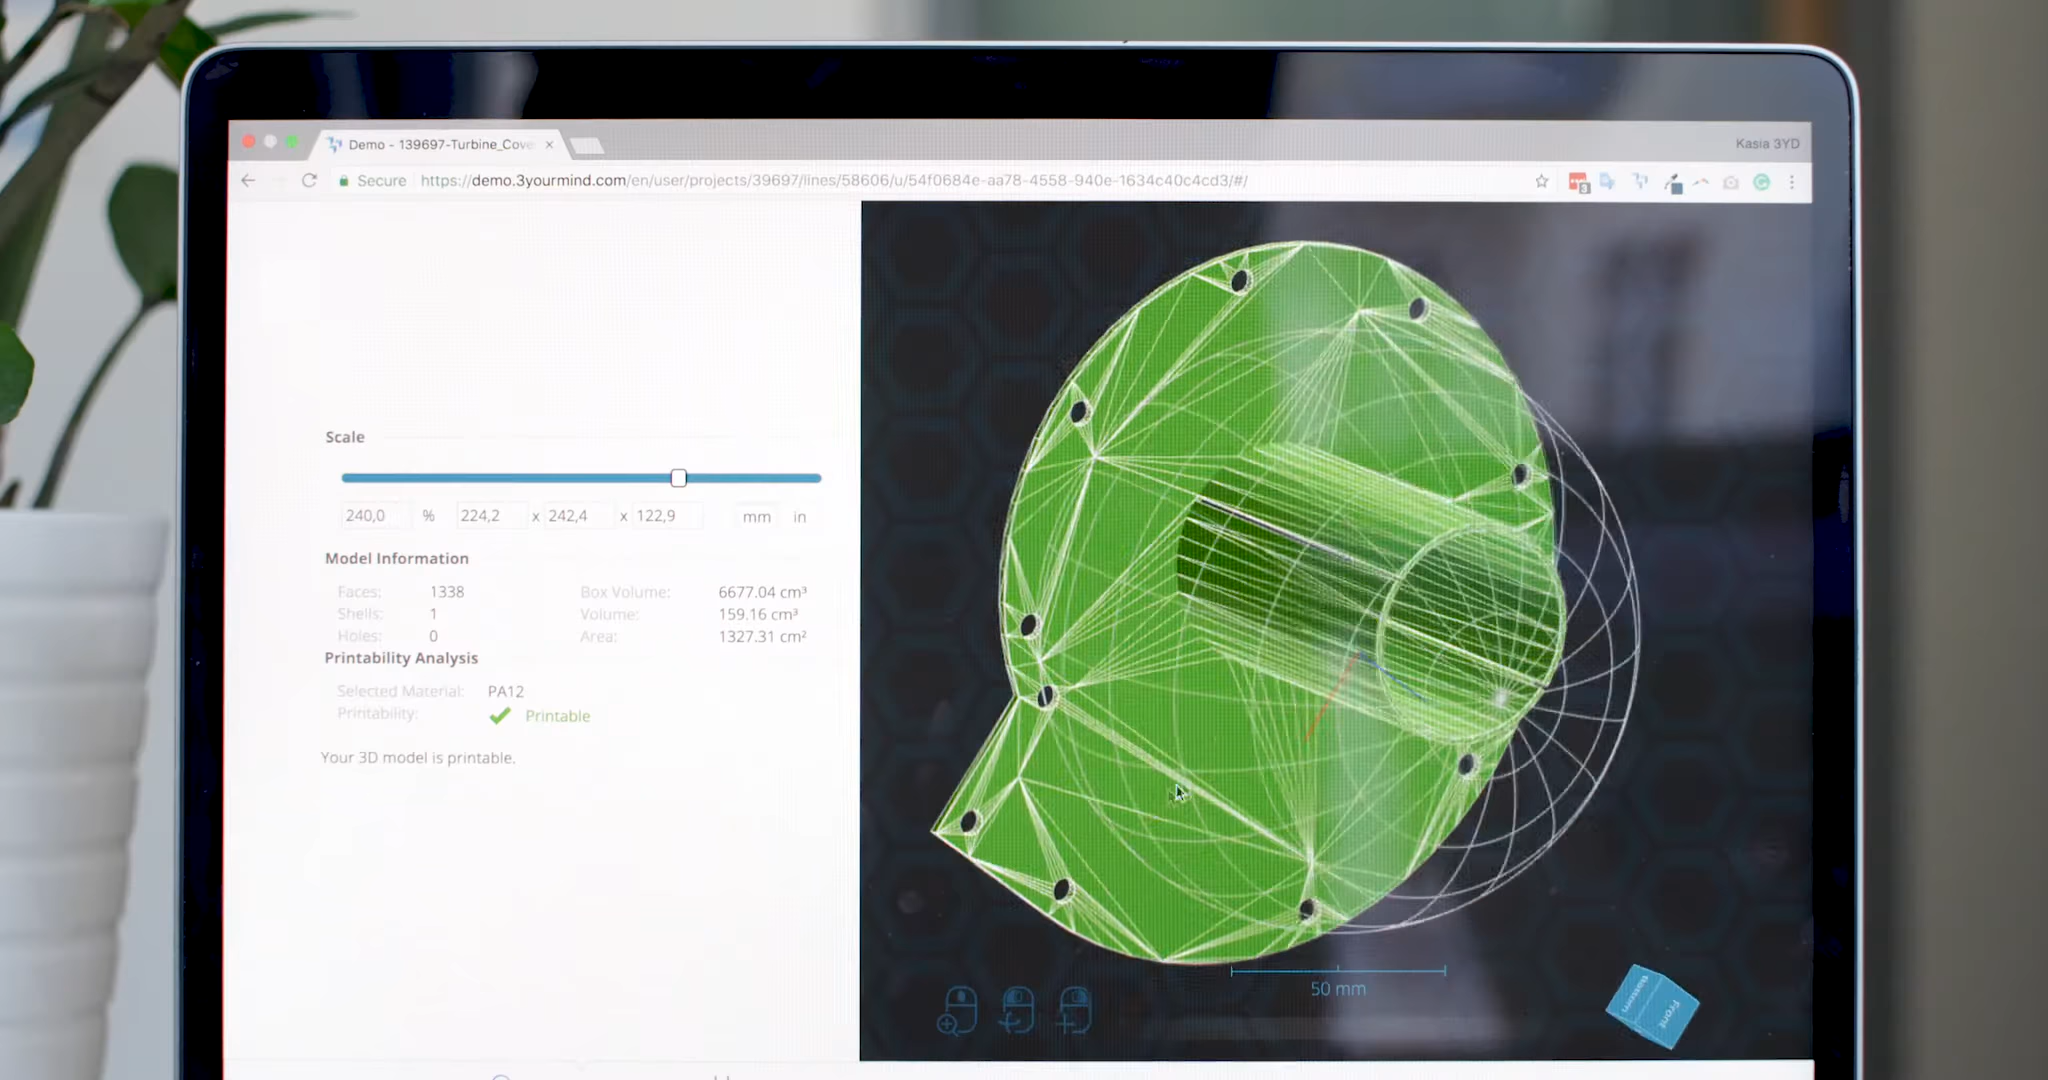 Demo - 139697-Turbine_Cove
Kasia 3YD
Secure https://demo.3yourmind.com/en/user/projects/39697/lines/58606/u/54f0684e-aa78-4558-940e-1634c40c4cd3/#/
3
Scale
240,0 % 224,2 x 242,4 x 122,9 mm in
Model Information
Faces: 1338 Box Volume: 6677.04 cm³
Shells: 1 Volume: 159.16 cm³
Holes: 0 Area: 1327.31 cm²
Printability Analysis
Selected Material: PA12
Printability: Printable
Your 3D model is printable.
50 mm
Bottom
Front